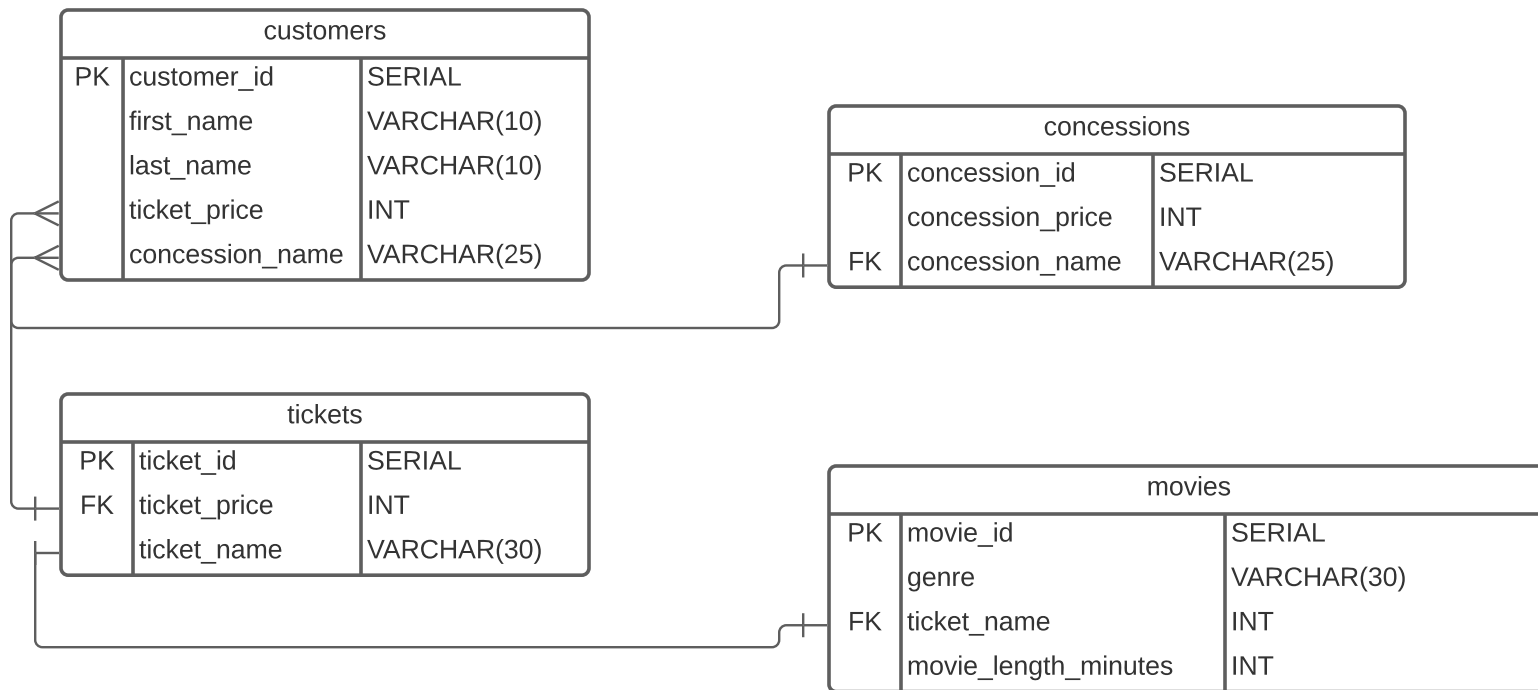 customers
PK customer_id SERIAL
first_name VARCHAR(10)
last_name VARCHAR(10)
ticket_price INT
concession_name VARCHAR(25)
concessions
PK concession_id SERIAL
concession_price INT
FK concession_name VARCHAR(25)
tickets
PK ticket_id SERIAL
FK ticket_price INT
ticket_name VARCHAR(30)
movies
PK movie_id SERIAL
genre VARCHAR(30)
FK ticket_name INT
movie_length_minutes INT